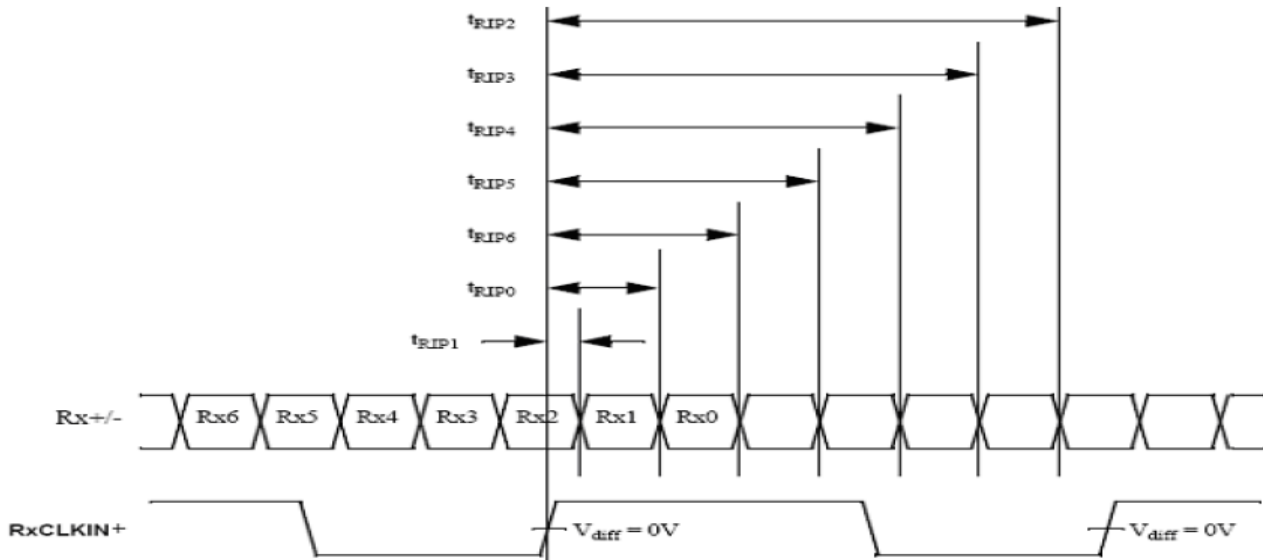 tRIP2
tRIP3
tRIP4
tRIP5
tRIP6
tRIP0
tRIP1
Rx+/- Rx6 Rx5 Rx4 Rx3 Rx2 Rx1 Rx0
RxCLKIN+ Vdiff = 0V Vdiff = 0V